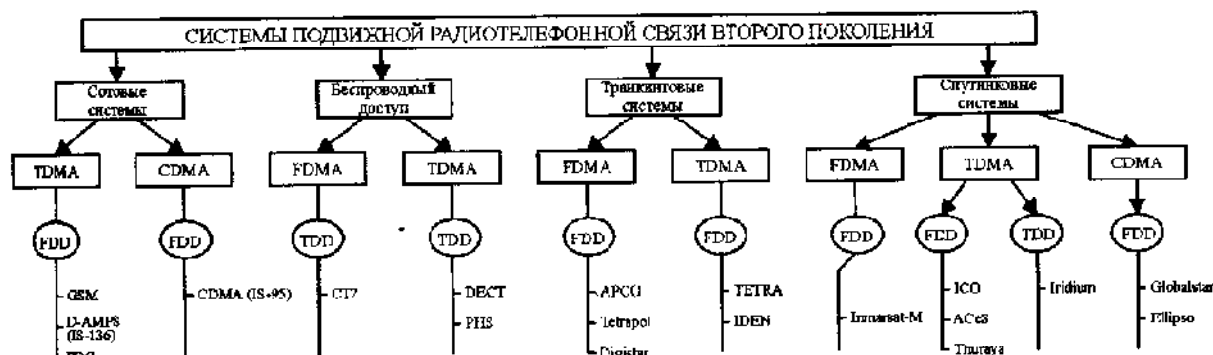 СИСТЕМЫ ПОДВИЖНОЙ РАДИОТЕЛЕФОННОЙ СВЯЗИ ВТОРОГО ПОКОЛЕНИЯ
Сотовые
системы
Беспроводный
доступ
Транкинговые
системы
Спутниковые
системы
TDMA
CDMA
FDMA
TDMA
FDMA
TDMA
FDMA
TDMA
CDMA
FDD
FDD
TDD
TDD
FDD
FDD
FDD
FDD
TDD
FDD
GSM
D-AMPS
(IS-136)
CDMA (IS-95)
CT2
DECT
PHS
APCO
Tetrapol
Digistar
TETRA
IDEN
Inmarsat-M
ICO
ACeS
Thuraya
Iridium
Globalstar
Ellipso